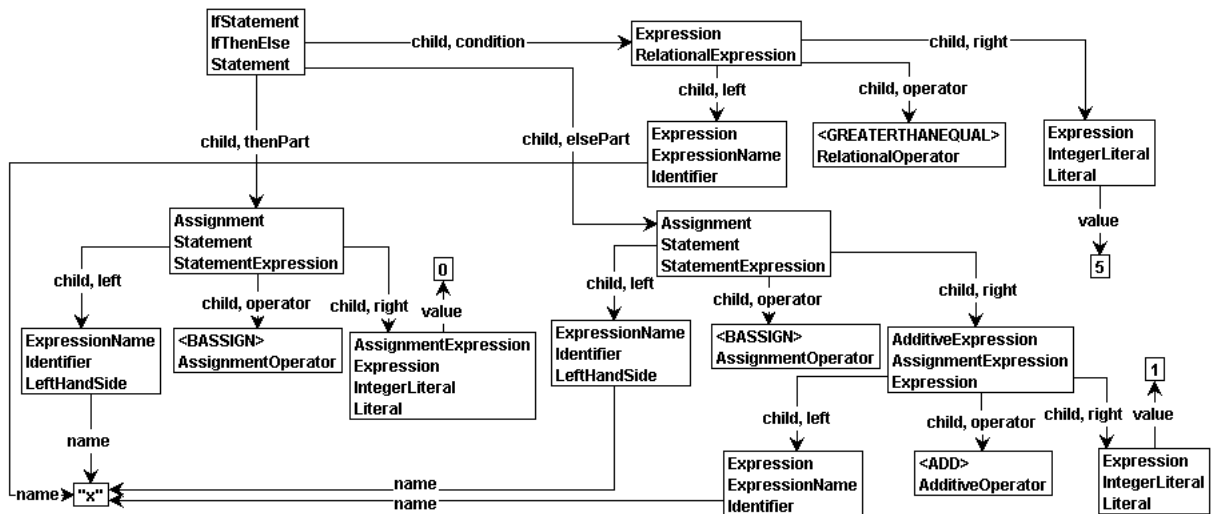 IfStatement
IfThenElse
Statement
child, condition
Expression
RelationalExpression
child, right
child, left
child, operator
child, thenPart
child, elsePart
Expression
ExpressionName
Identifier
<GREATERTHANEQUAL>
RelationalOperator
Expression
IntegerLiteral
Literal
value
5
Assignment
Statement
StatementExpression
child, left
child, operator
child, right
0
value
Assignment
Statement
StatementExpression
child, left
child, operator
child, right
ExpressionName
Identifier
LeftHandSide
<BASSIGN>
AssignmentOperator
AssignmentExpression
Expression
IntegerLiteral
Literal
ExpressionName
Identifier
LeftHandSide
<BASSIGN>
AssignmentOperator
AdditiveExpression
AssignmentExpression
Expression
1
value
child, left
child, operator
child, right
name
name
"x"
name
name
Expression
ExpressionName
Identifier
<ADD>
AdditiveOperator
Expression
IntegerLiteral
Literal